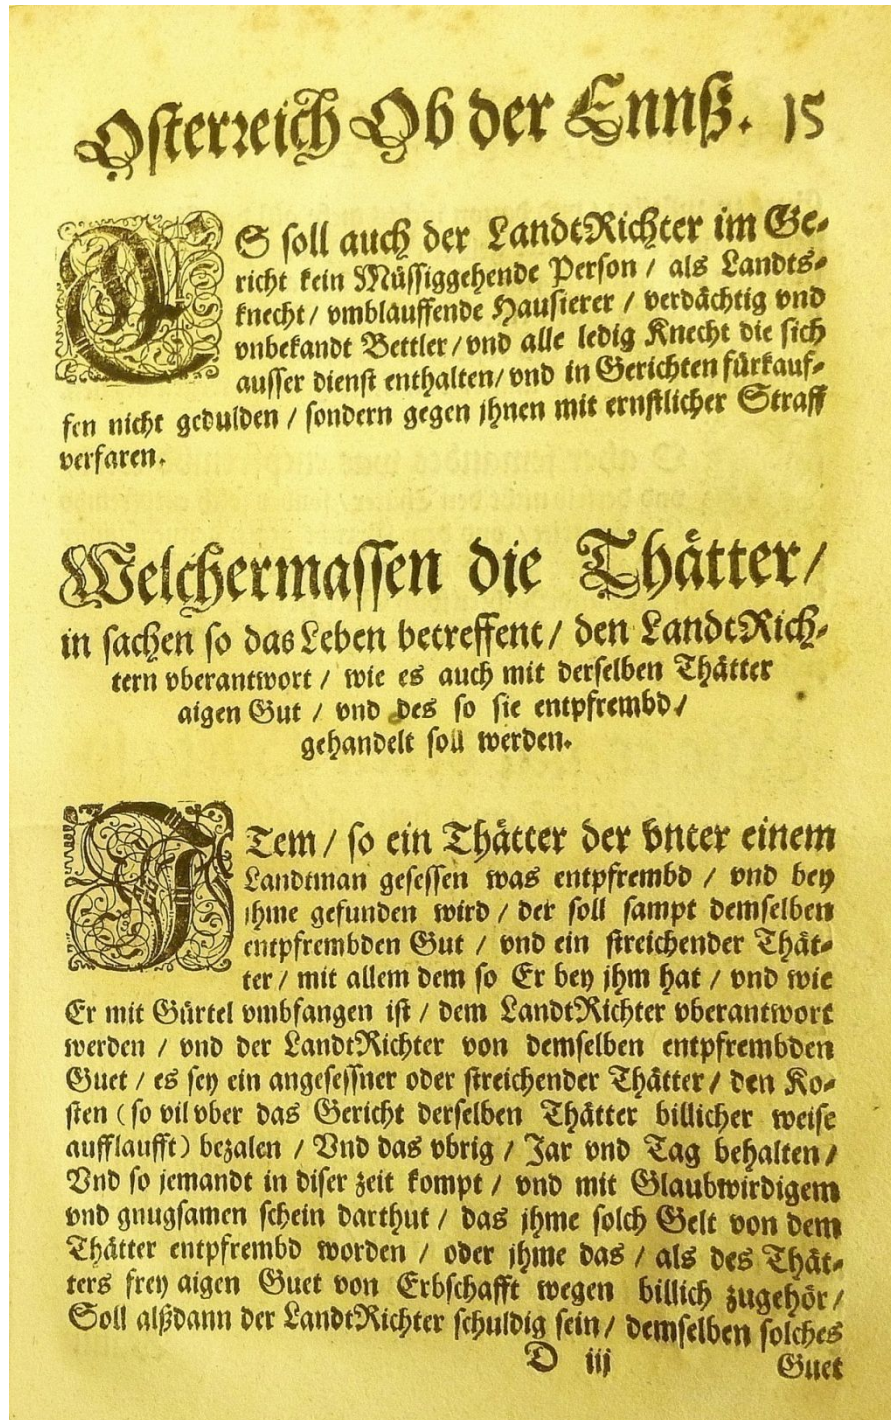 Osterreich Ob der Ennß. 15
ES soll auch der LandtRichter im Ge-
richt kein Müssiggehende Person / als Landts-
knecht / vmblauffende Hausierer / verdächtig vnd
vnbekandt Bettler / vnd alle ledig Knecht die sich
ausser dienst enthalten / vnd in Gerichten fürkauf-
fen nicht gedulden / sondern gegen jhnen mit ernstlicher Straff
verfaren.
Welchermassen die Thätter /
in sachen so das Leben betreffent / den LandtRich-
tern vberantwort / wie es auch mit derselben Thätter
aigen Gut / vnd des so sie entpfrembd /
gehandelt soll werden.
ITem / so ein Thätter der vnter einem
Landtman gesessen was entpfrembd / vnd bey
jhme gefunden wird / der soll sampt demselben
entpfrembden Gut / vnd ein streichender Thät-
ter / mit allem dem so Er bey jhm hat / vnd wie
Er mit Gürtel vmbfangen ist / dem LandtRichter vberantwort
werden / vnd der LandtRichter von demselben entpfrembden
Guet / es sey ein angesessner oder streichender Thätter / den Ko-
sten (so vil vber das Gericht derselben Thätter billicher weise
aufflaufft) bezalen / Vnd das vbrig / Jar vnd Tag behalten /
Vnd so jemandt in diser zeit kompt / vnd mit Glaubwirdigem
vnd gnugsamen schein darthut / das jhme solch Gelt von dem
Thätter entpfrembd worden / oder jhme das / als des Thät-
ters frey aigen Guet von Erbschafft wegen billich zugehör /
Soll alßdann der LandtRichter schuldig sein / demselben solches
D iij Guet